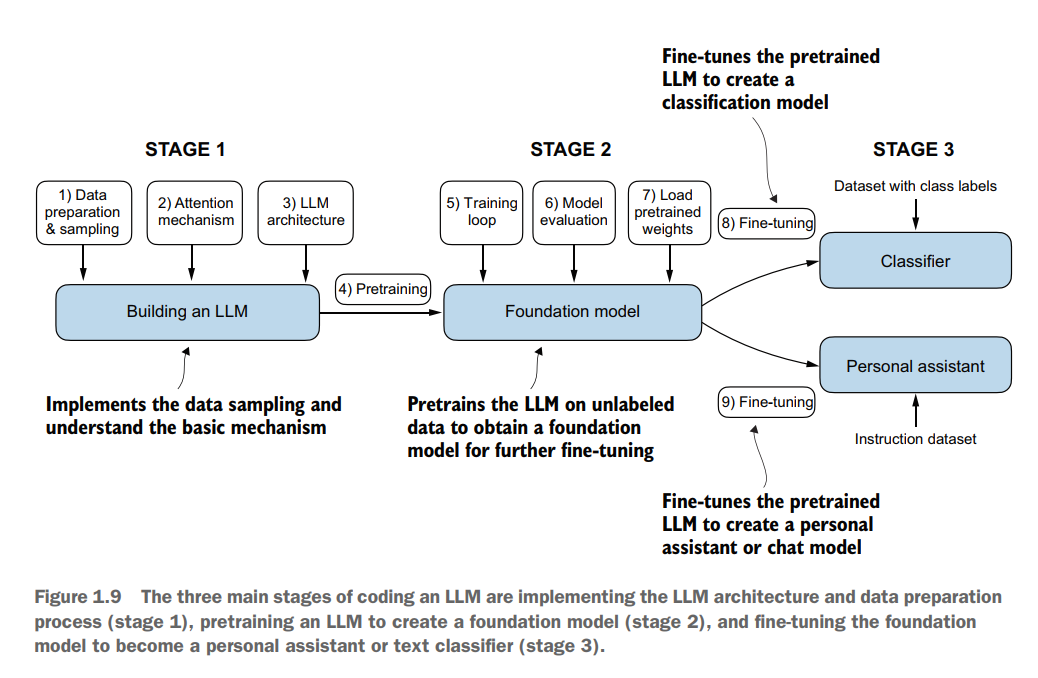 Fine-tunes the pretrained
LLM to create a
classification model
STAGE 1
STAGE 2
STAGE 3
1) Data
preparation
& sampling
2) Attention
mechanism
3) LLM
architecture
5) Training
loop
6) Model
evaluation
7) Load
pretrained
weights
8) Fine-tuning
Dataset with class labels
4) Pretraining
Building an LLM
Foundation model
Classifier
Personal assistant
Implements the data sampling and
understand the basic mechanism
Pretrains the LLM on unlabeled
data to obtain a foundation
model for further fine-tuning
9) Fine-tuning
Instruction dataset
Fine-tunes the pretrained
LLM to create a personal
assistant or chat model
Figure 1.9 The three main stages of coding an LLM are implementing the LLM architecture and data preparation
process (stage 1), pretraining an LLM to create a foundation model (stage 2), and fine-tuning the foundation
model to become a personal assistant or text classifier (stage 3).